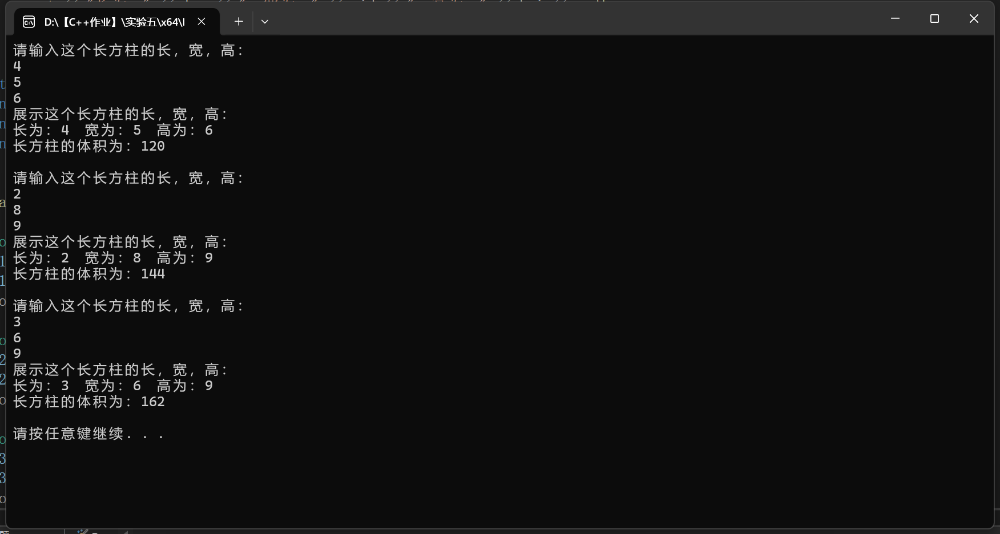 D:\【C++作业】\实验五\x64\I
请输入这个长方柱的长，宽，高：
4
5
6
展示这个长方柱的长，宽，高：
长为：4  宽为：5  高为：6
长方柱的体积为：120
请输入这个长方柱的长，宽，高：
2
8
9
展示这个长方柱的长，宽，高：
长为：2  宽为：8  高为：9
长方柱的体积为：144
请输入这个长方柱的长，宽，高：
3
6
9
展示这个长方柱的长，宽，高：
长为：3  宽为：6  高为：9
长方柱的体积为：162
请按任意键继续. . .